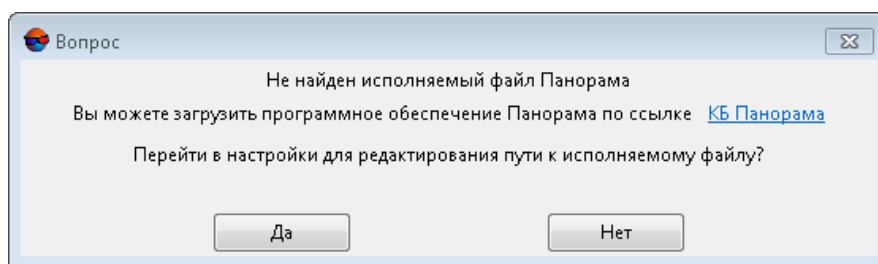 Вопрос
Не найден исполняемый файл Панорама
Вы можете загрузить программное обеспечение Панорама по ссылке КБ Панорама
Перейти в настройки для редактирования пути к исполняемому файлу?
Да Нет